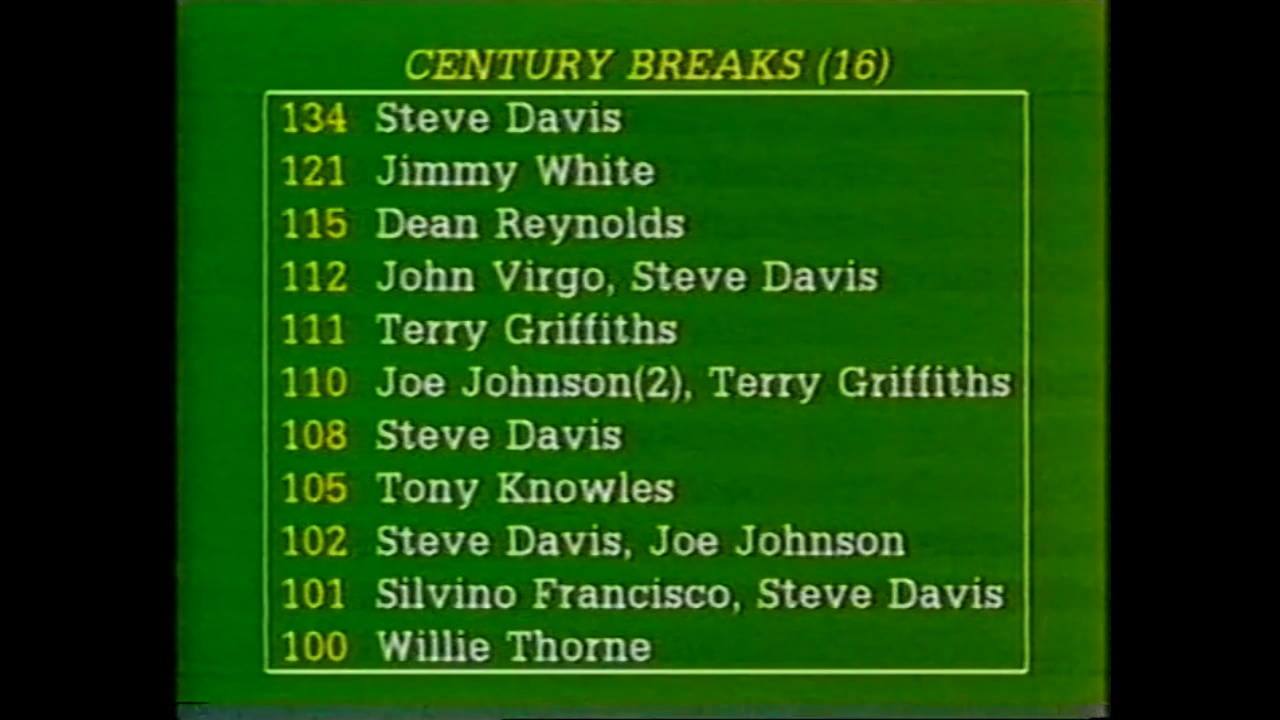 CENTURY BREAKS (16)
134 Steve Davis
121 Jimmy White
115 Dean Reynolds
112 John Virgo, Steve Davis
111 Terry Griffiths
110 Joe Johnson(2), Terry Griffiths
108 Steve Davis
105 Tony Knowles
102 Steve Davis, Joe Johnson
101 Silvino Francisco, Steve Davis
100 Willie Thorne